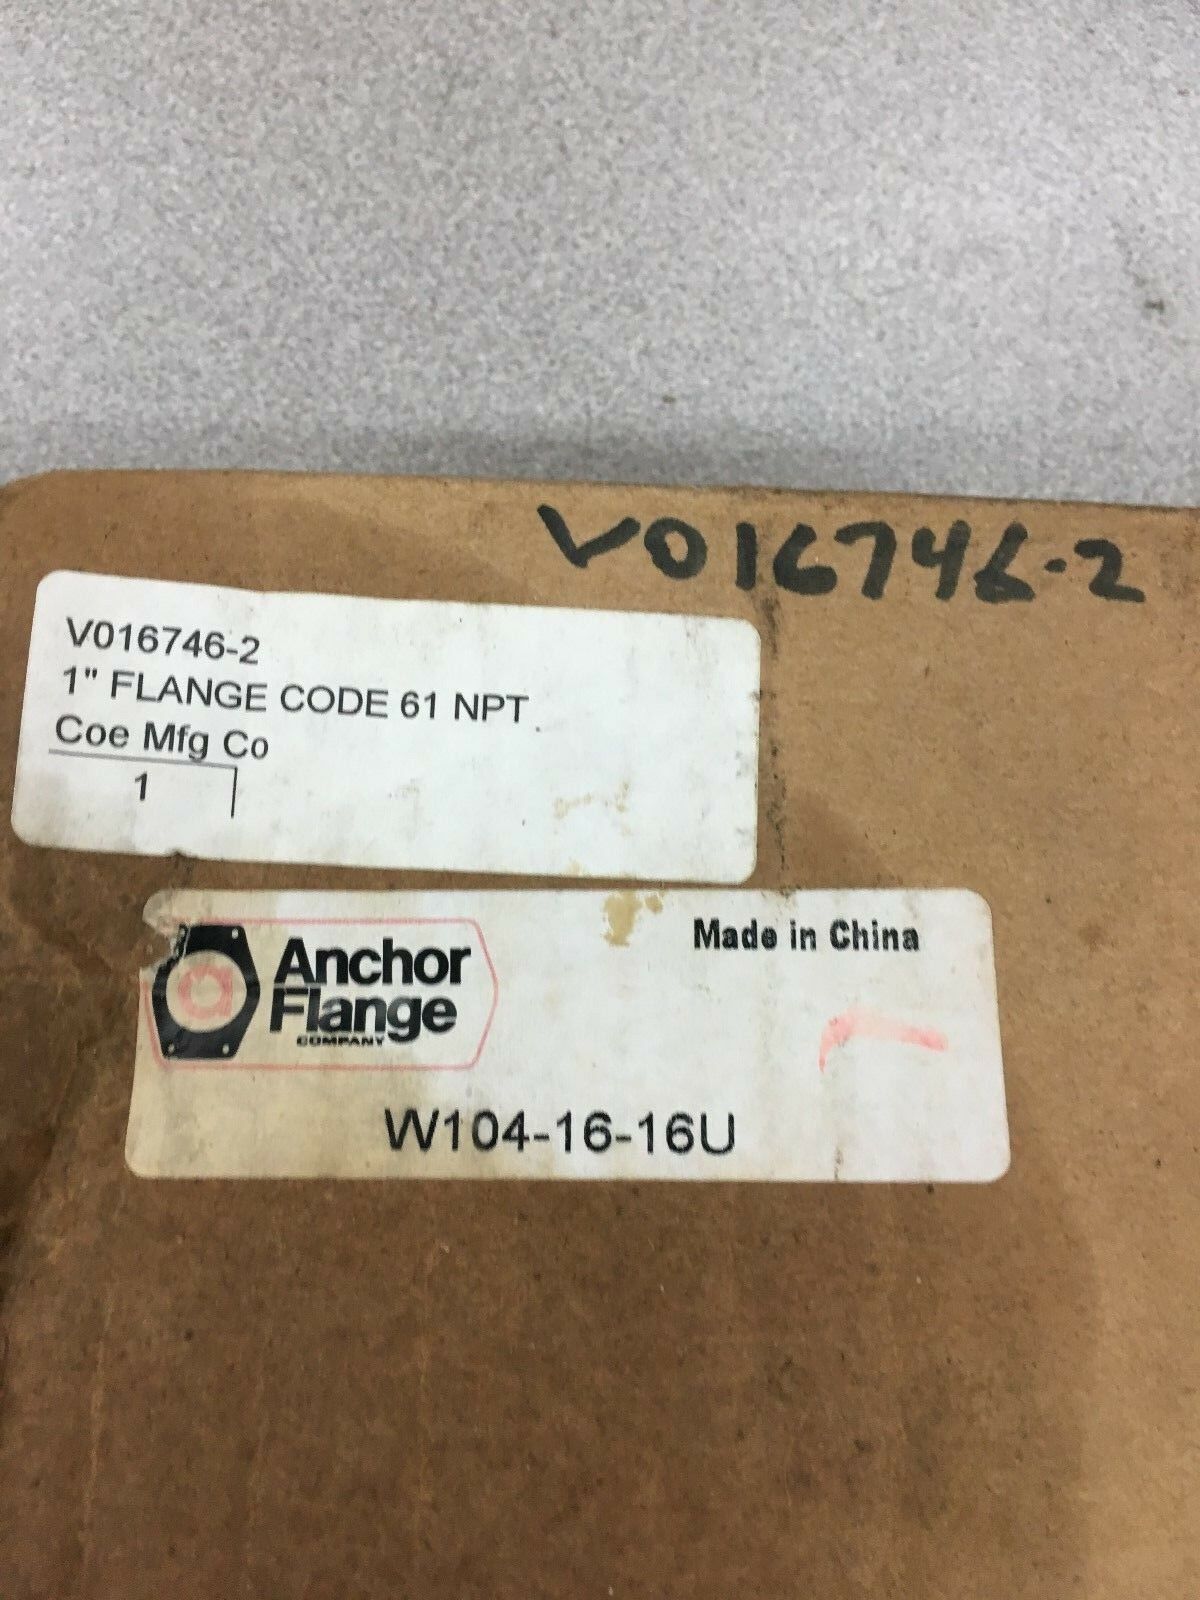 V016746-2
V016746-2
1" FLANGE CODE 61 NPT
Coe Mfg Co
1
Made in China
a
Anchor
Flange
COMPANY
W104-16-16U